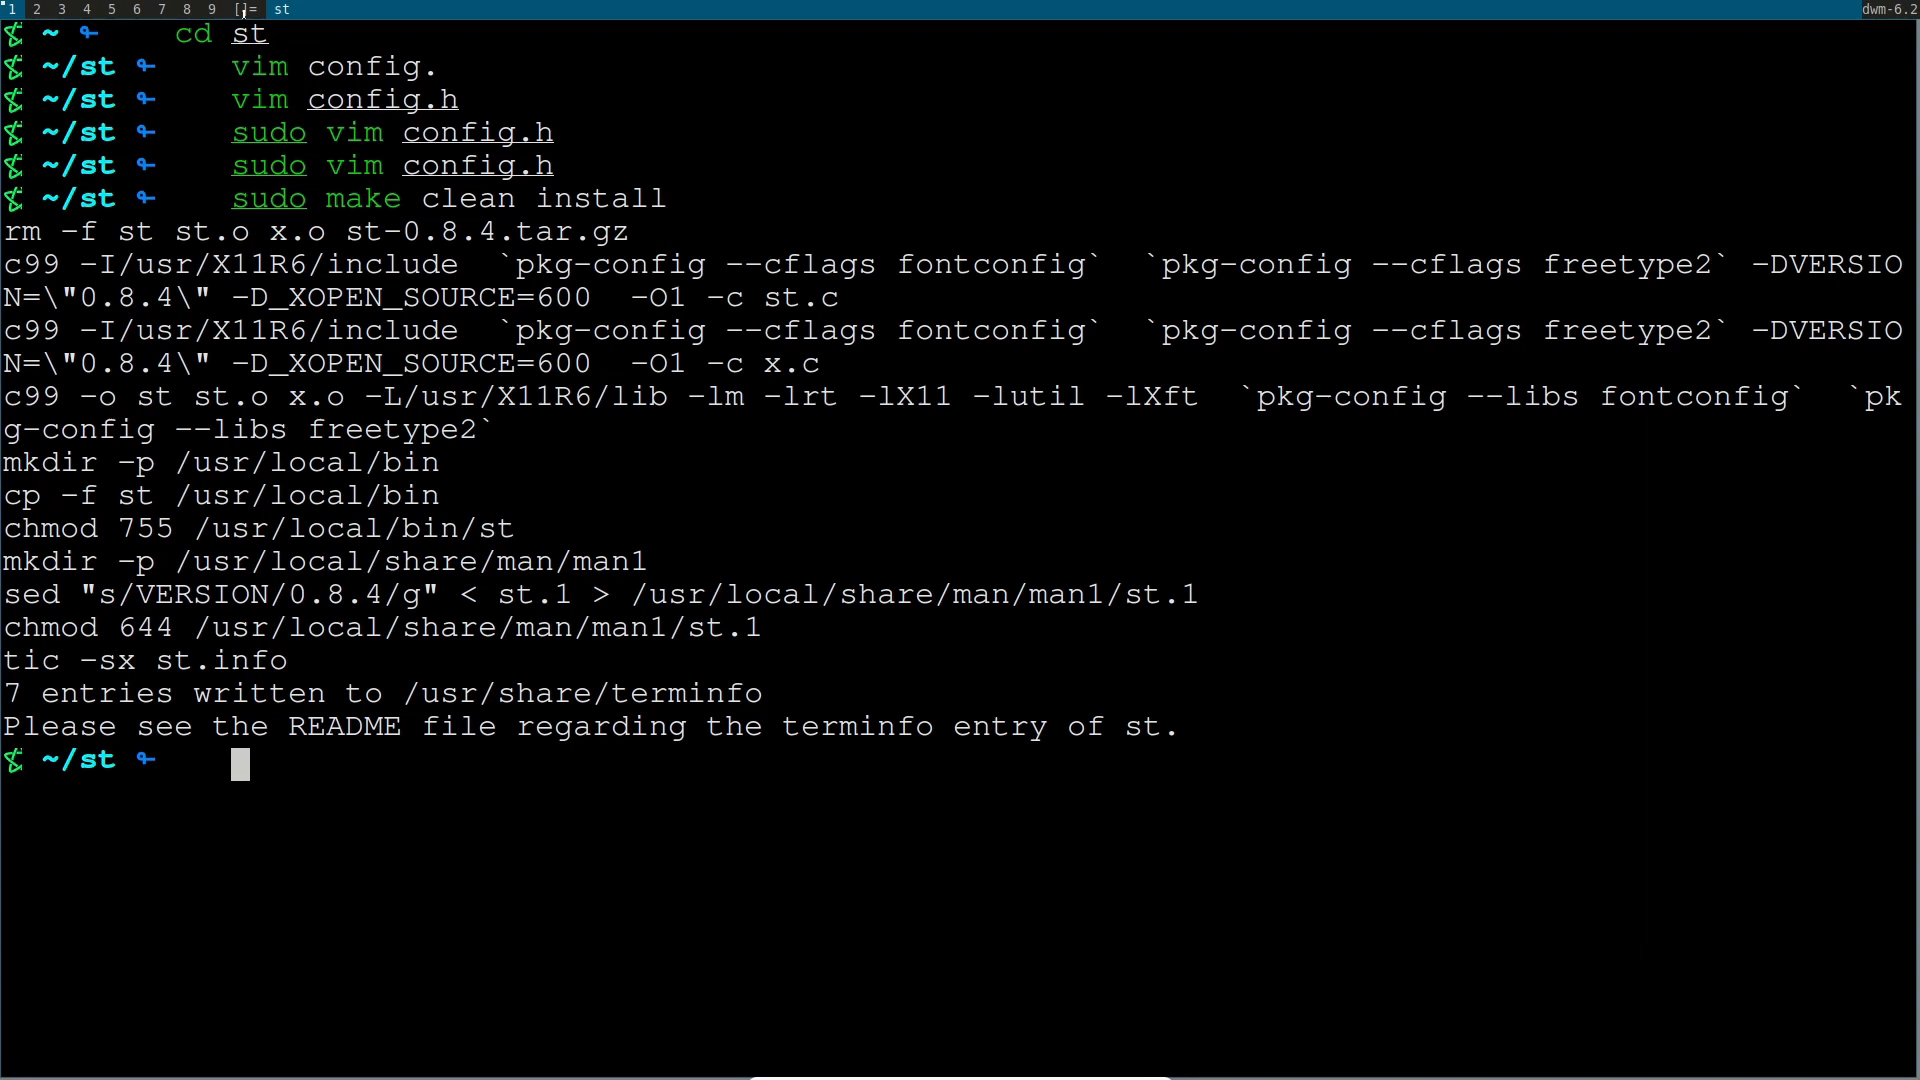 1 2 3 4 5 6 7 8 9 []= st dwm-6.2
~ cd st
~/st vim config.
~/st vim config.h
~/st sudo vim config.h
~/st sudo vim config.h
~/st sudo make clean install
rm -f st st.o x.o st-0.8.4.tar.gz
c99 -I/usr/X11R6/include  `pkg-config --cflags fontconfig`  `pkg-config --cflags freetype2` -DVERSIO
N=\"0.8.4\" -D_XOPEN_SOURCE=600  -O1 -c st.c
c99 -I/usr/X11R6/include  `pkg-config --cflags fontconfig`  `pkg-config --cflags freetype2` -DVERSIO
N=\"0.8.4\" -D_XOPEN_SOURCE=600  -O1 -c x.c
c99 -o st st.o x.o -L/usr/X11R6/lib -lm -lrt -lX11 -lutil -lXft  `pkg-config --libs fontconfig`  `pk
g-config --libs freetype2`
mkdir -p /usr/local/bin
cp -f st /usr/local/bin
chmod 755 /usr/local/bin/st
mkdir -p /usr/local/share/man/man1
sed "s/VERSION/0.8.4/g" < st.1 > /usr/local/share/man/man1/st.1
chmod 644 /usr/local/share/man/man1/st.1
tic -sx st.info
7 entries written to /usr/share/terminfo
Please see the README file regarding the terminfo entry of st.
~/st